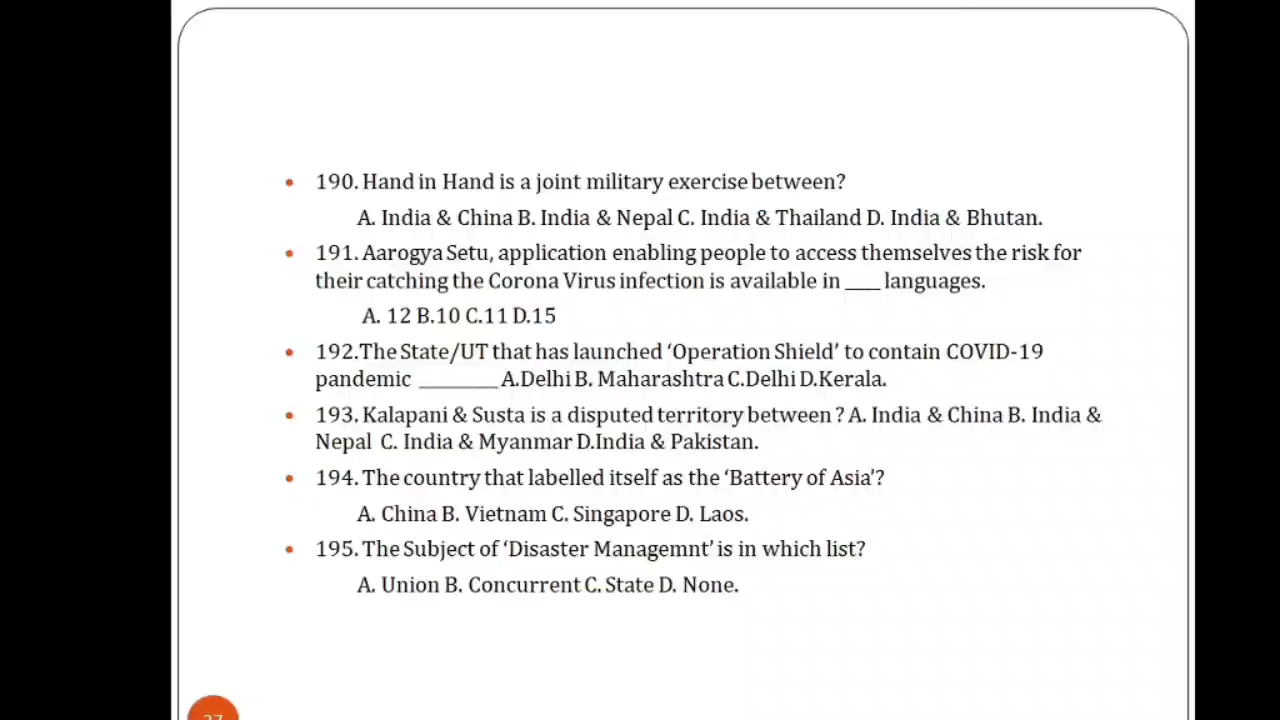 • 190. Hand in Hand is a joint military exercise between?
A. India & China B. India & Nepal C. India & Thailand D. India & Bhutan.
• 191. Aarogya Setu, application enabling people to access themselves the risk for
their catching the Corona Virus infection is available in ____ languages.
A. 12 B.10 C.11 D.15
• 192.The State/UT that has launched ‘Operation Shield’ to contain COVID-19
pandemic _________ A.Delhi B. Maharashtra C.Delhi D.Kerala.
• 193. Kalapani & Susta is a disputed territory between? A. India & China B. India &
Nepal C. India & Myanmar D.India & Pakistan.
• 194. The country that labelled itself as the ‘Battery of Asia’?
A. China B. Vietnam C. Singapore D. Laos.
• 195. The Subject of ‘Disaster Managemnt’ is in which list?
A. Union B. Concurrent C. State D. None.